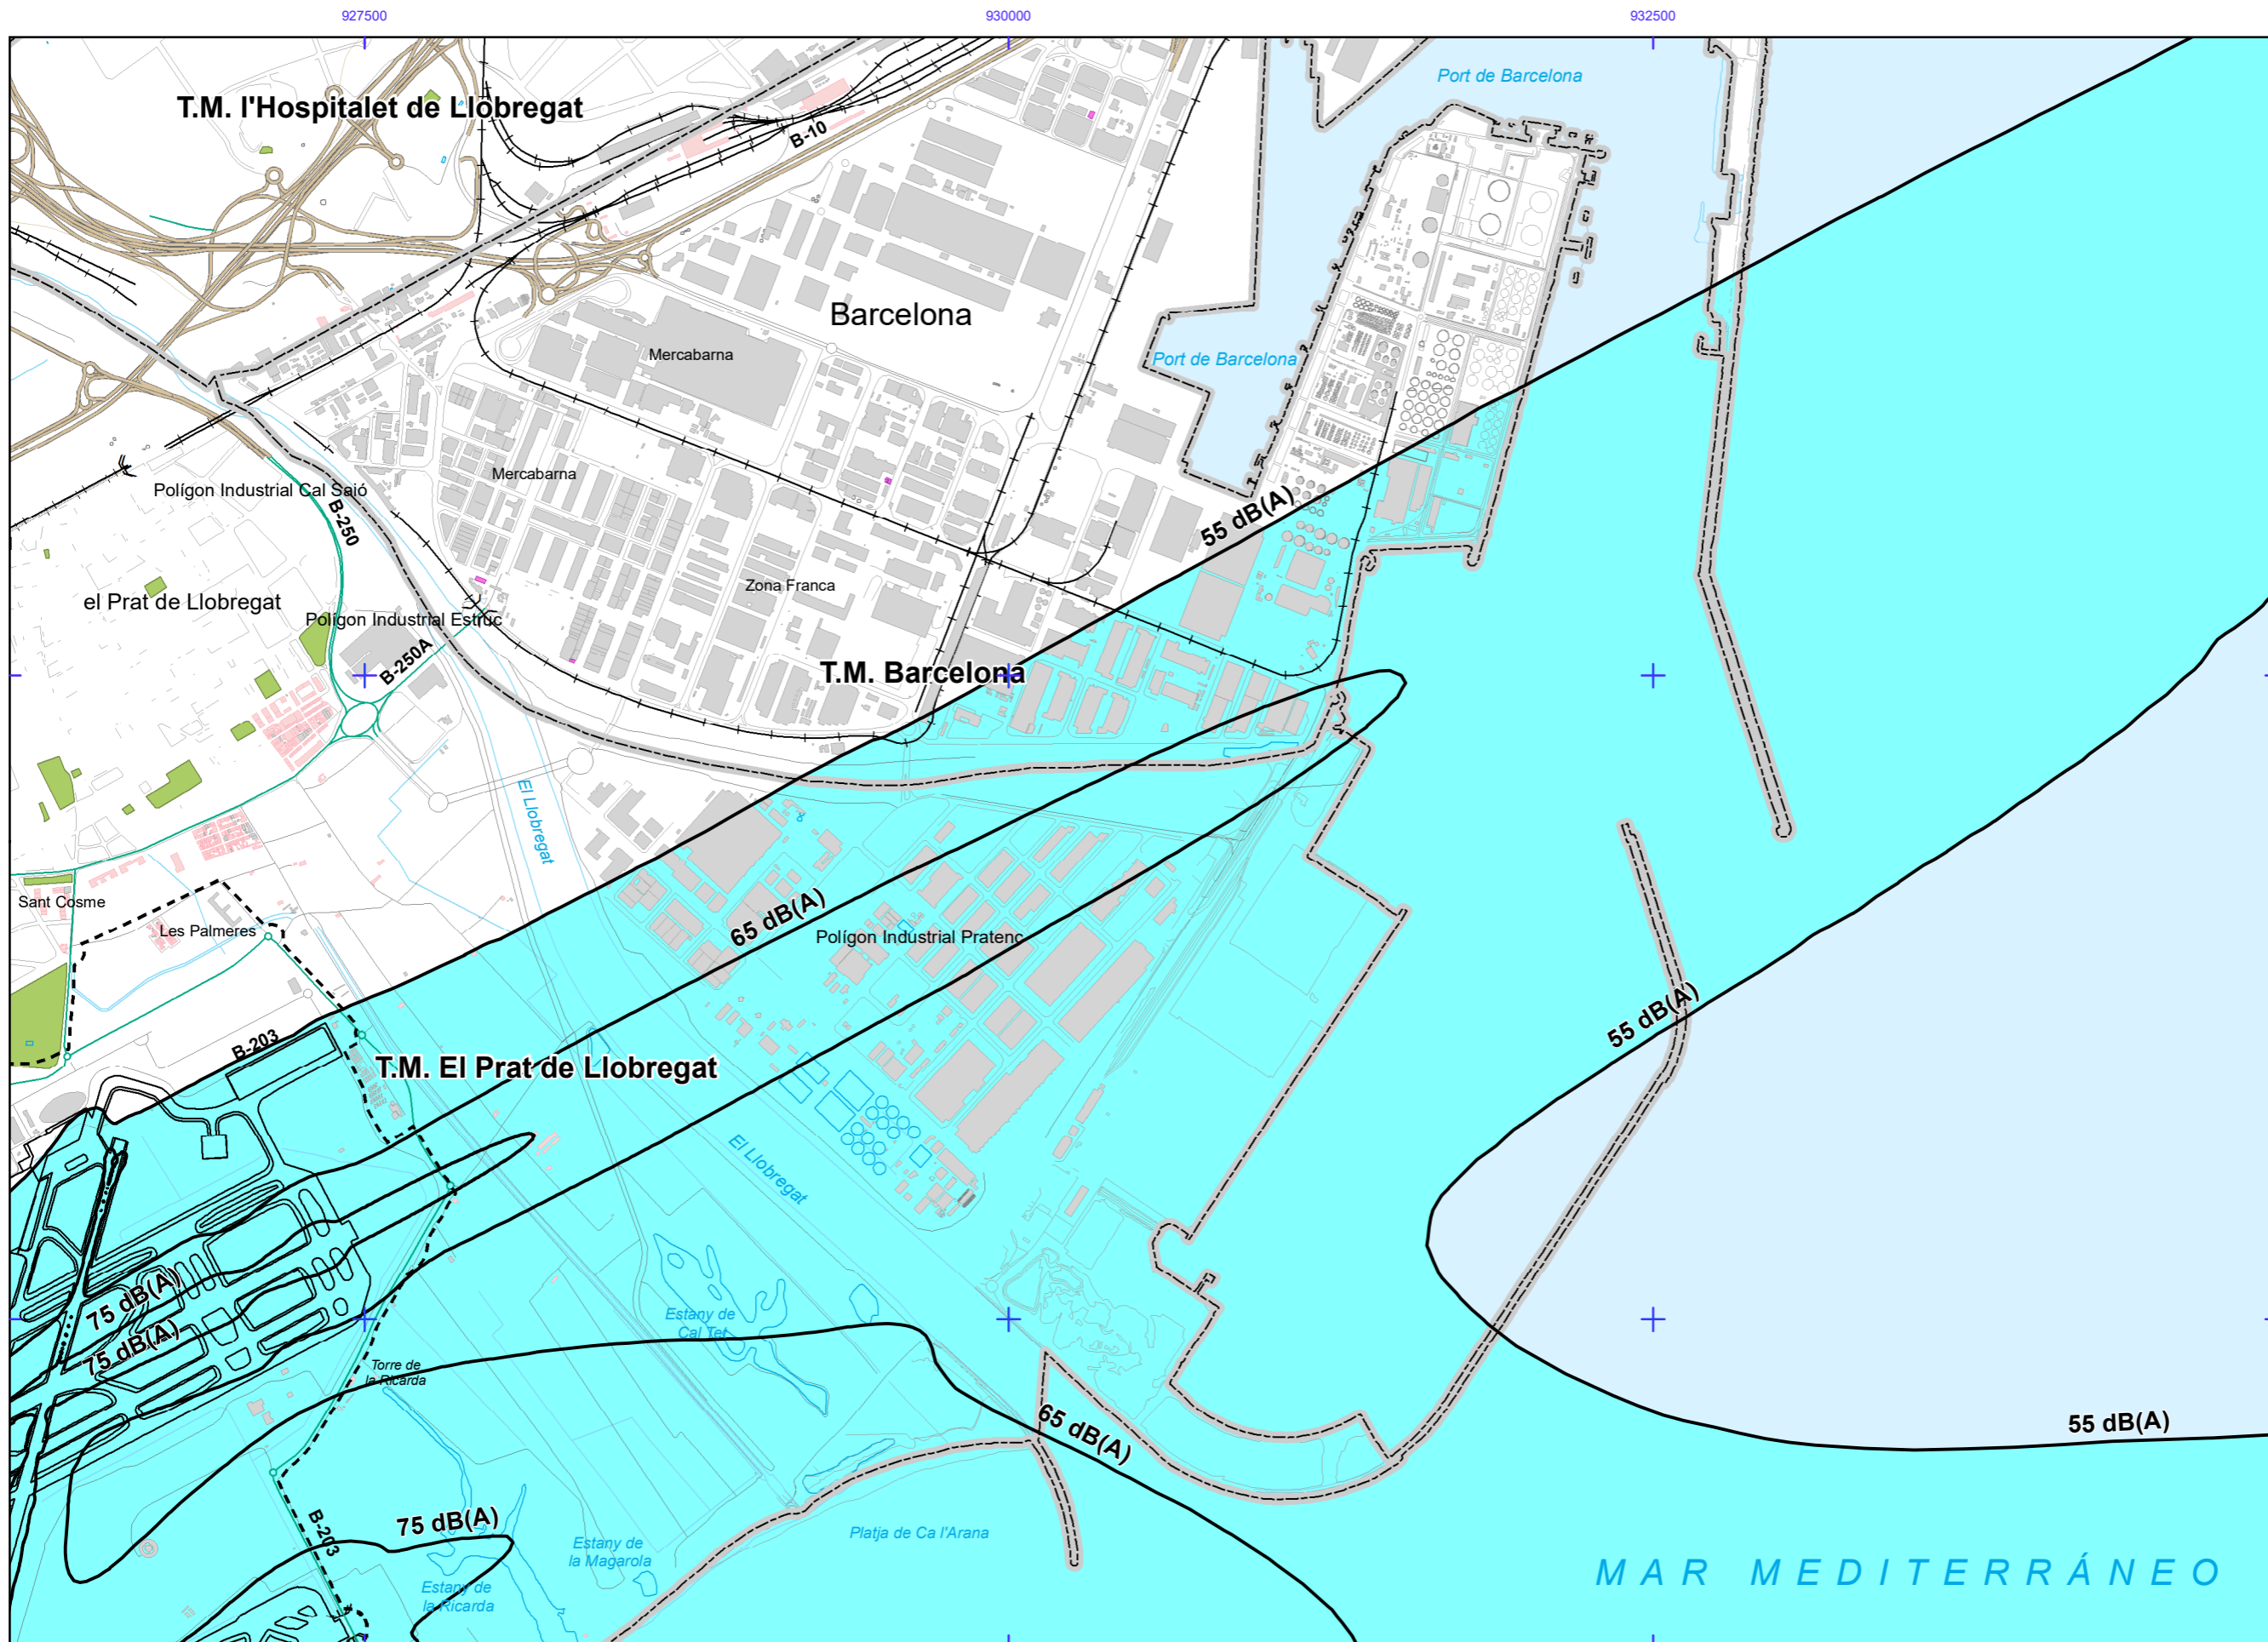 927500
930000
932500
Port de Barcelona
T.M. l'Hospitalet de Llobregat
B-10
Barcelona
Mercabarna
Port de Barcelona
Mercabarna
Polígon Industrial Cal Saió
B-250
55 dB(A)
Zona Franca
el Prat de Llobregat
Polígon Industrial Estruc
B-250A
T.M. Barcelona
El Llobregat
Sant Cosme
65 dB(A)
Les Palmeres
Polígon Industrial Pratenc
55 dB(A)
B-203
T.M. El Prat de Llobregat
El Llobregat
75 dB(A)
Estany de
Cal Tet
75 dB(A)
Torre de
la Ricarda
65 dB(A)
55 dB(A)
75 dB(A)
B-203
Platja de Ca l'Arana
Estany de
la Magarola
MAR MEDITERRÁNEO
Estany de
la Ricarda